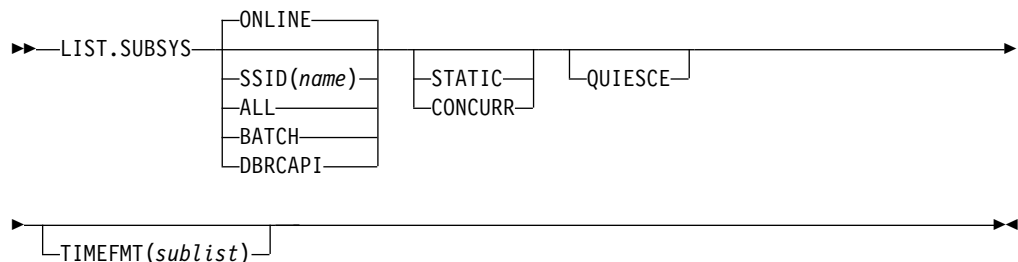 ONLINE
LIST.SUBSYS
SSID(name) STATIC QUIESCE
ALL CONCURR
BATCH
DBRCAPI
TIMEFMT(sublist)